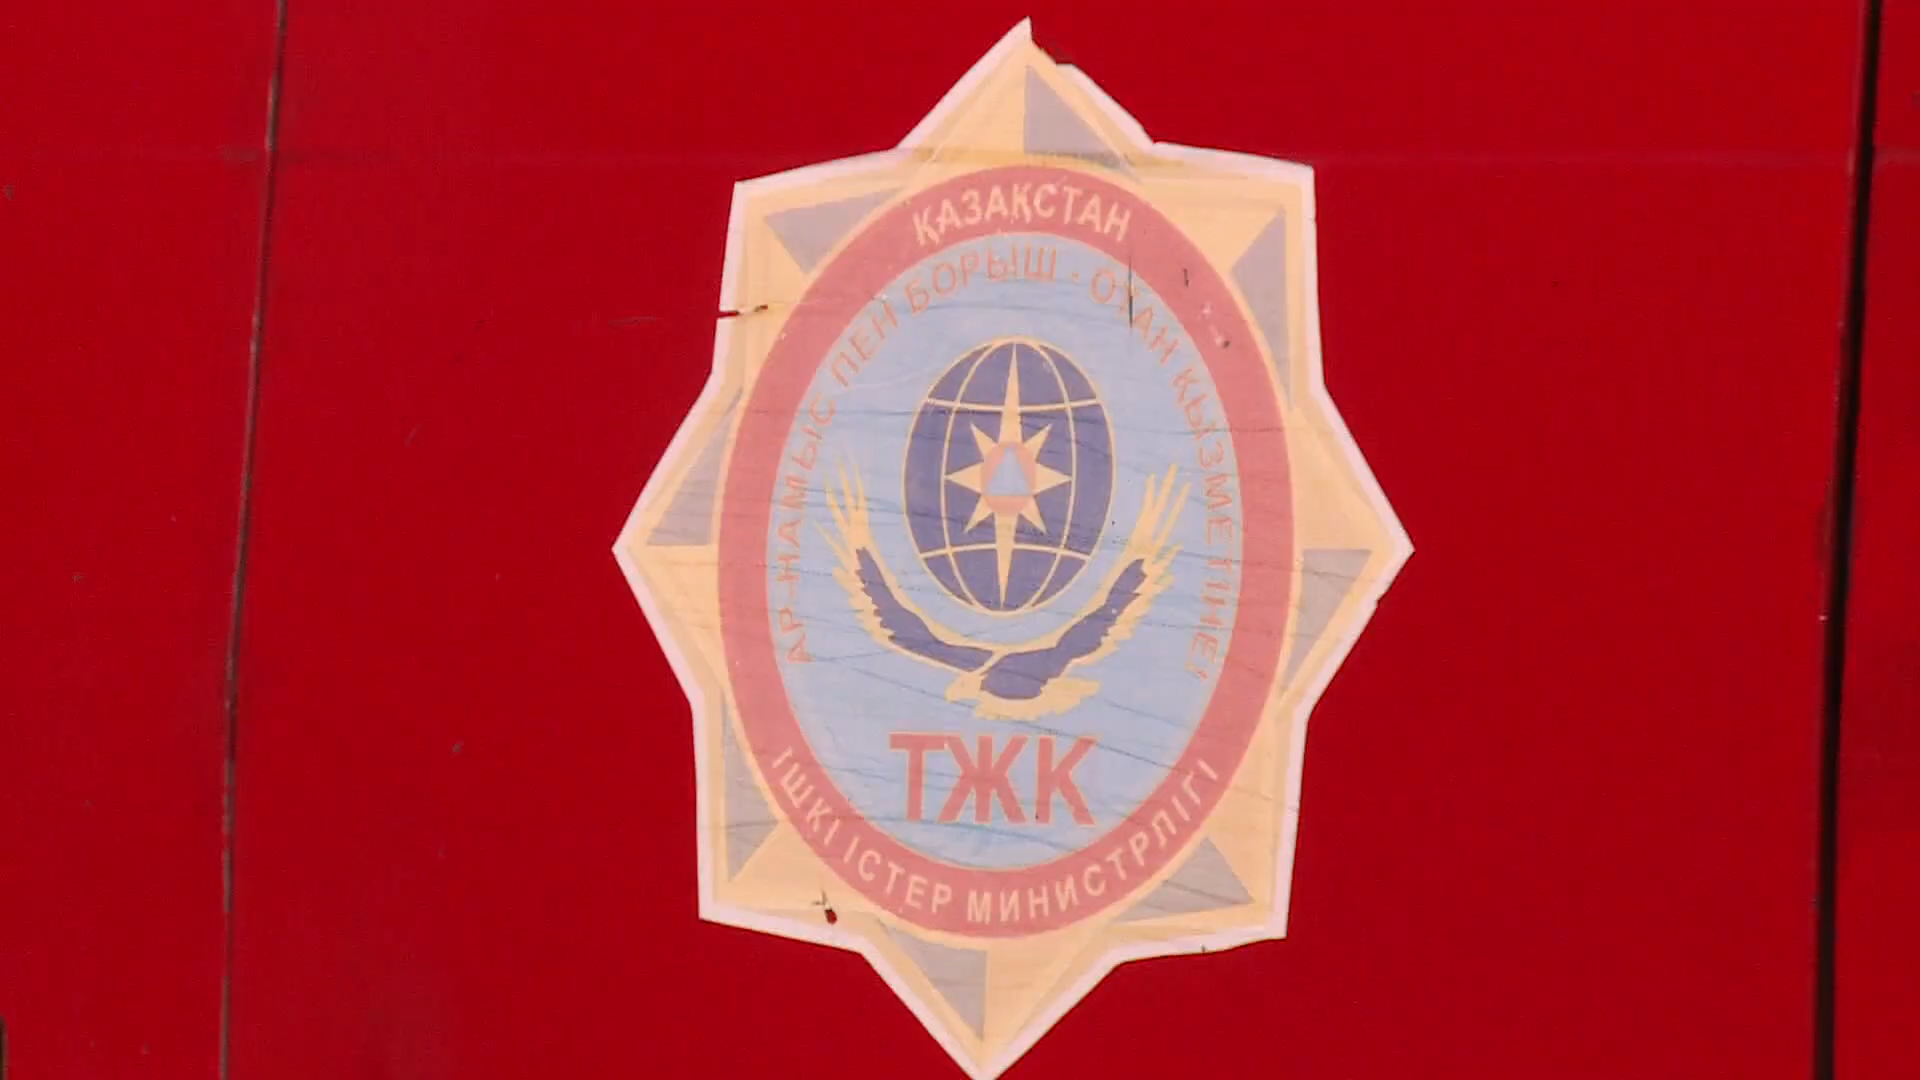 ҚАЗАҚСТАН
АР-НАМЫС ПЕН БОРЫШ - ОТАН ҚЫЗМЕТІНЕ!
ТЖК
ІШКІ ІСТЕР МИНИСТРЛІГІ